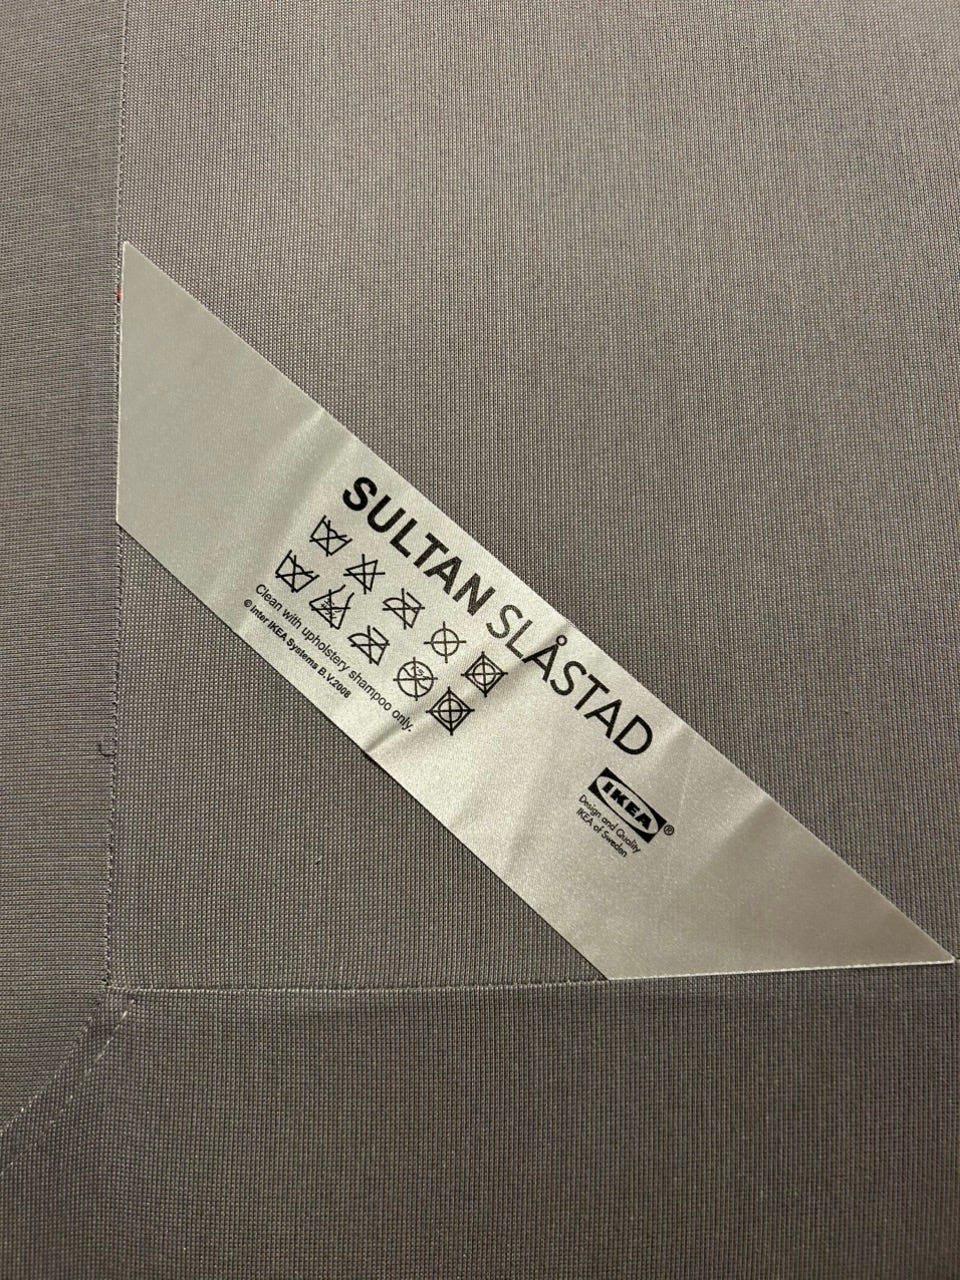 SULTAN SLÅSTAD
Clean with upholstery shampoo only.
© Inter IKEA Systems B.V.2008
IKEA®
Design and Quality
IKEA of Sweden